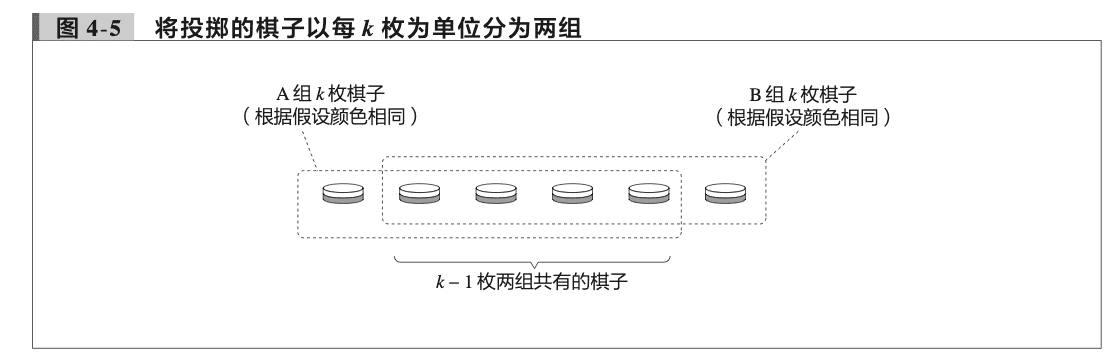 图 4-5 将投掷的棋子以每 k 枚为单位分为两组
A 组 k 枚棋子
（根据假设颜色相同）
B 组 k 枚棋子
（根据假设颜色相同）
k – 1 枚两组共有的棋子